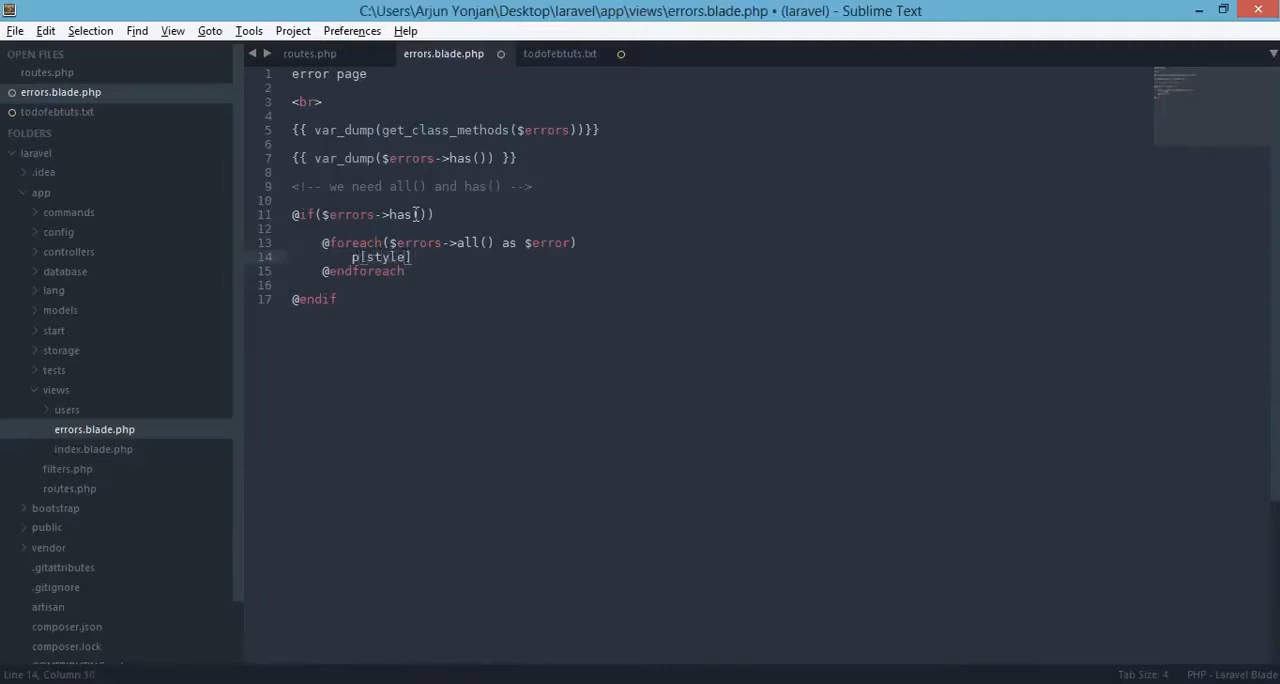 C:\Users\Arjun Yonjan\Desktop\laravel\app\views\errors.blade.php • (laravel) - Sublime Text
File Edit Selection Find View Goto Tools Project Preferences Help
OPEN FILES
routes.php
errors.blade.php
todofebtuts.txt
FOLDERS
laravel
.idea
app
commands
config
controllers
database
lang
models
start
storage
tests
views
users
errors.blade.php
index.blade.php
filters.php
routes.php
bootstrap
public
vendor
.gitattributes
.gitignore
artisan
composer.json
composer.lock
routes.php errors.blade.php todofebtuts.txt
1 error page
2
3 <br>
4
5 {{ var_dump(get_class_methods($errors))}}
6
7 {{ var_dump($errors->has()) }}
8
9 <!-- we need all() and has() -->
10
11 @if($errors->has())
12
13 @foreach($errors->all() as $error)
14 p[style]
15 @endforeach
16
17 @endif
Line 14, Column 30 Tab Size: 4 PHP - Laravel Blade